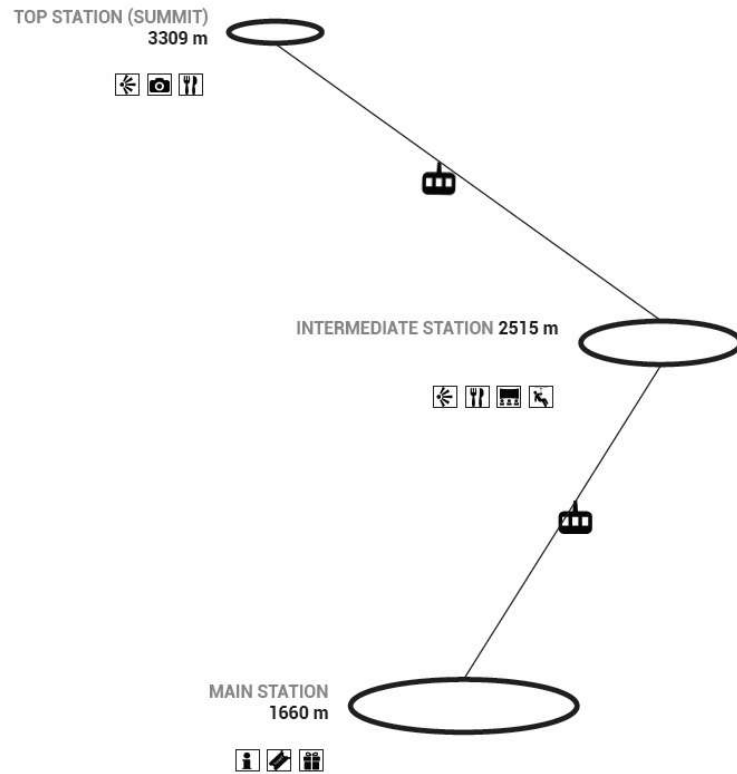 TOP STATION (SUMMIT)
3309 m
INTERMEDIATE STATION 2515 m
MAIN STATION
1660 m